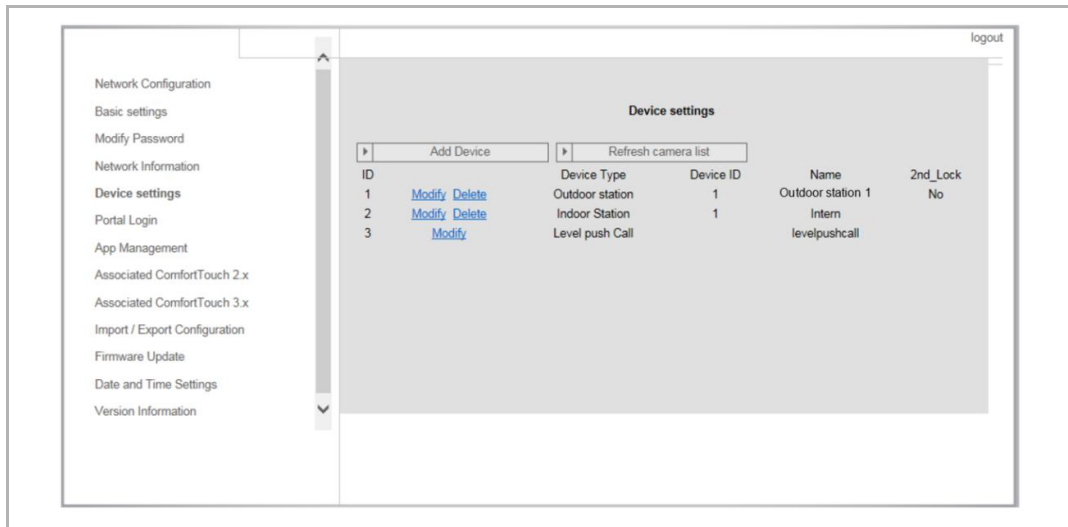 logout
Network Configuration
Basic settings
Modify Password
Network Information
Device settings
Portal Login
App Management
Associated ComfortTouch 2.x
Associated ComfortTouch 3.x
Import / Export Configuration
Firmware Update
Date and Time Settings
Version Information
Device settings
Add Device Refresh camera list
ID Device Type Device ID Name 2nd_Lock
1 Modify Delete Outdoor station 1 Outdoor station 1 No
2 Modify Delete Indoor Station 1 Intern
3 Modify Level push Call levelpushcall